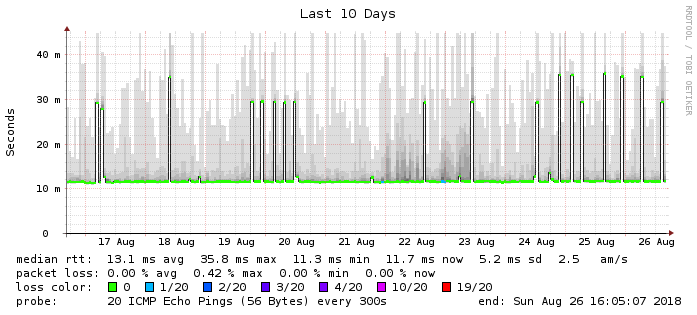 Last 10 Days
RRDTOOL / TOBI OETIKER
Seconds
40 m
30 m
20 m
10 m
0
17 Aug 18 Aug 19 Aug 20 Aug 21 Aug 22 Aug 23 Aug 24 Aug 25 Aug 26 Aug
median rtt: 13.1 ms avg 35.8 ms max 11.3 ms min 11.7 ms now 5.2 ms sd 2.5 am/s
packet loss: 0.00 % avg 0.42 % max 0.00 % min 0.00 % now
loss color: 0 1/20 2/20 3/20 4/20 10/20 19/20
probe: 20 ICMP Echo Pings (56 Bytes) every 300s end: Sun Aug 26 16:05:07 2018